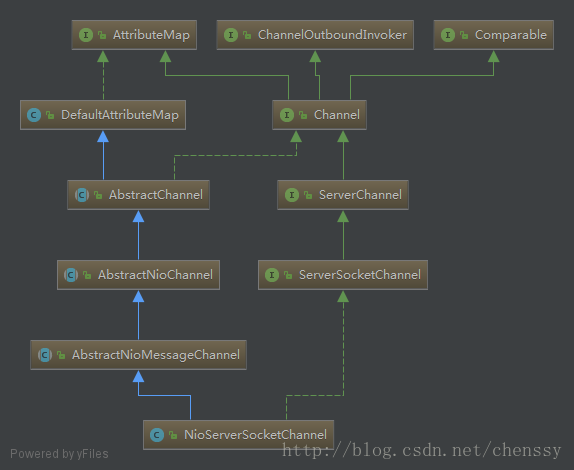 AttributeMap ChannelOutboundInvoker Comparable
DefaultAttributeMap Channel
AbstractChannel ServerChannel
AbstractNioChannel ServerSocketChannel
AbstractNioMessageChannel
NioServerSocketChannel
Powered by yFiles
http://blog.csdn.net/chenssy